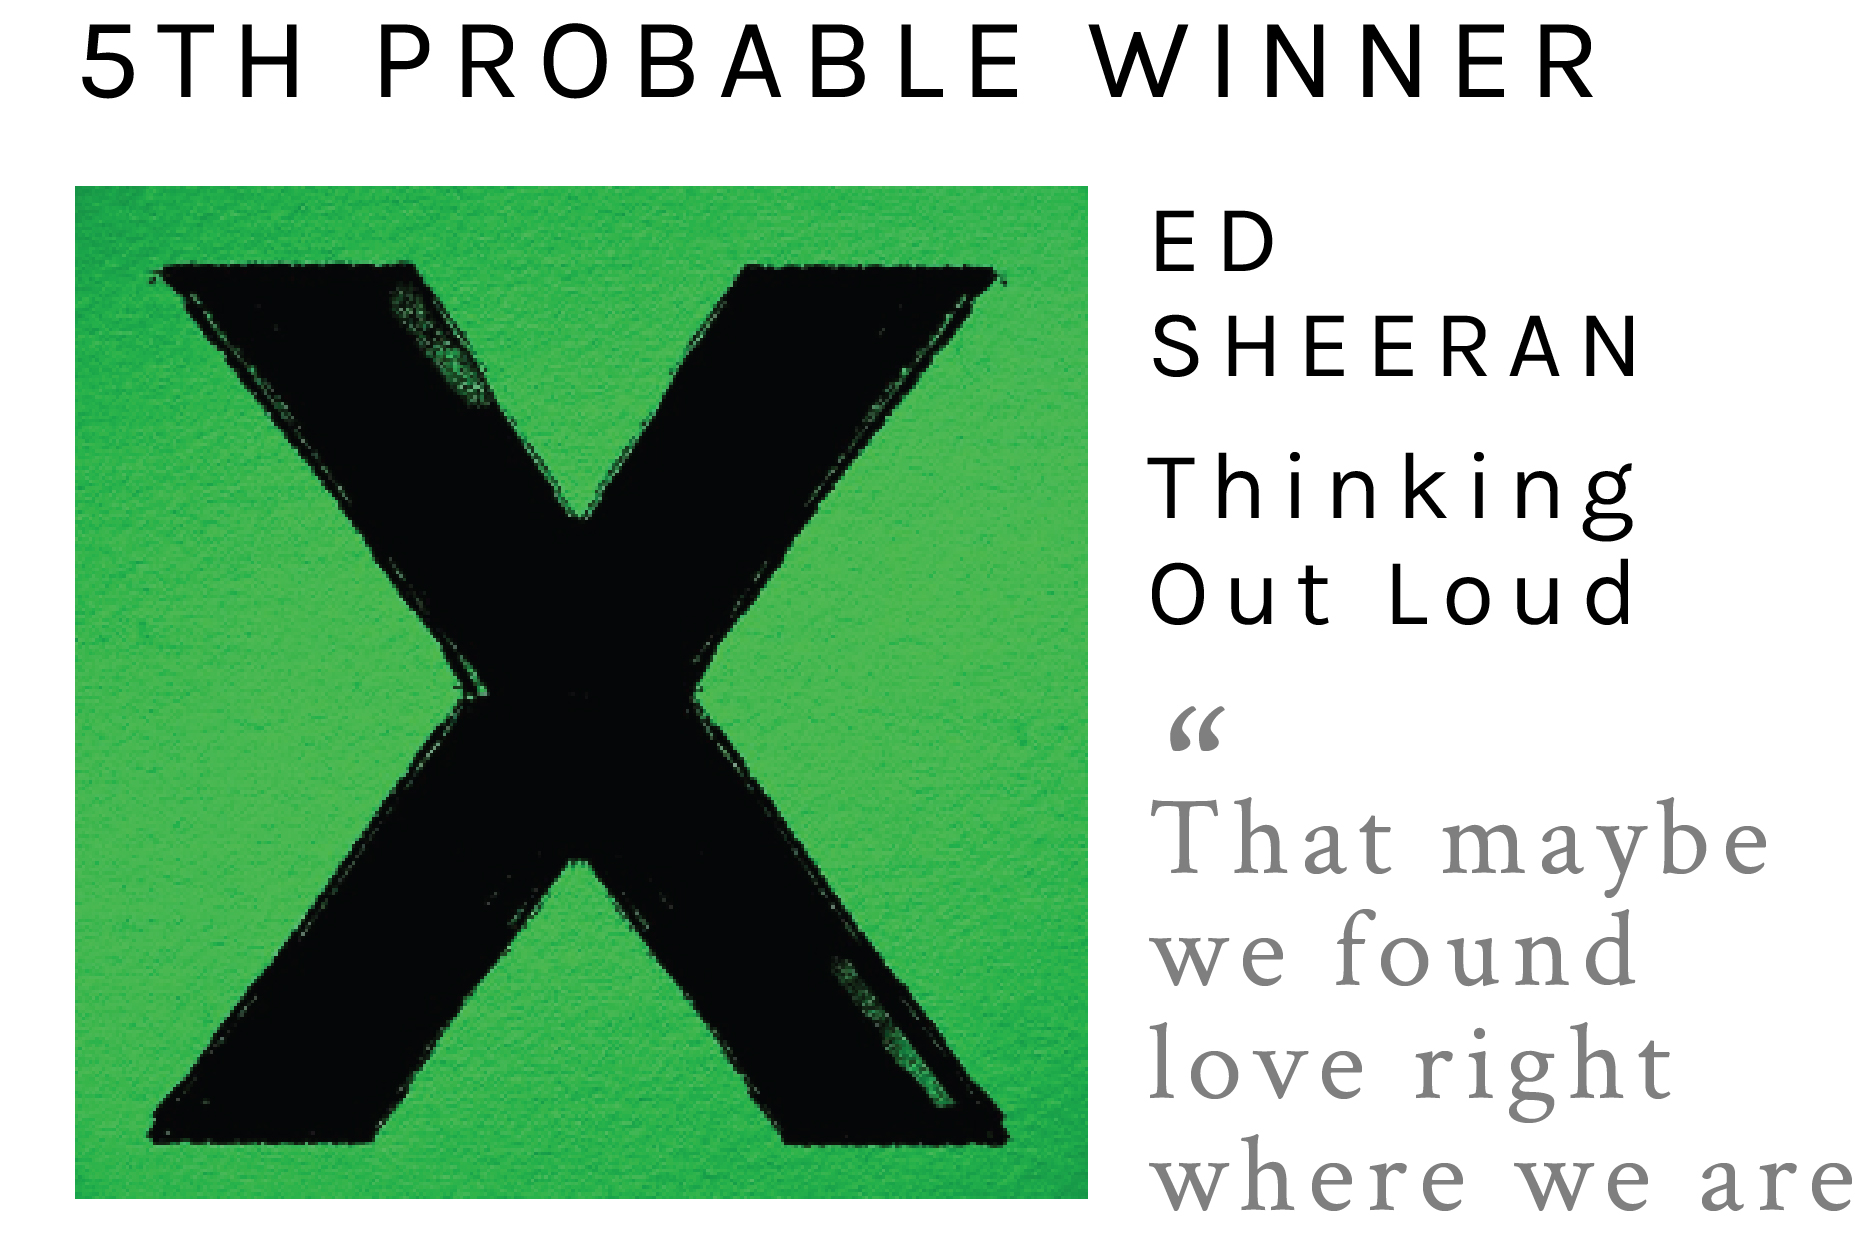 5TH PROBABLE WINNER
X
ED
SHEERAN
Thinking
Out Loud
“
That maybe
we found
love right
where we are